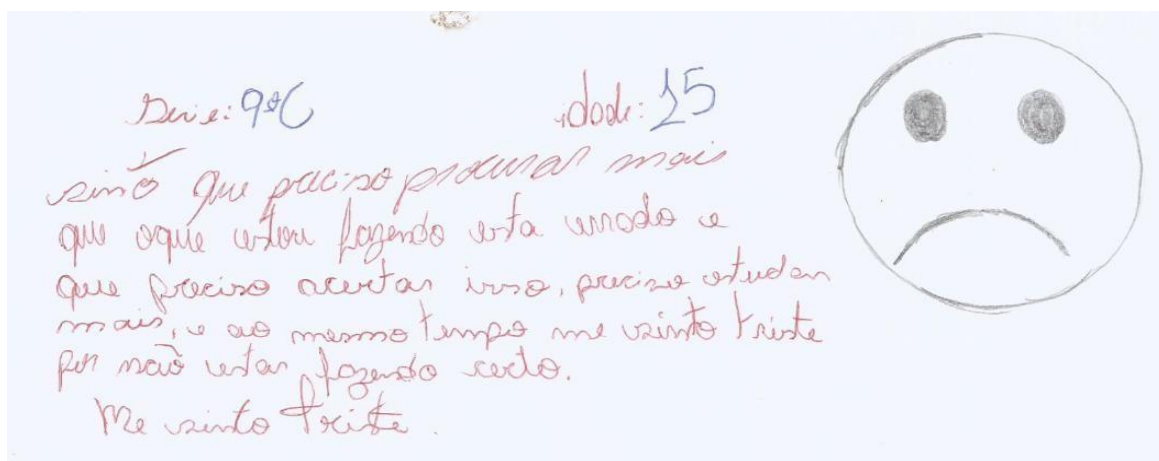 Serie: 9ºC idade: 15
sinto que preciso procurar mais
que oque estou fazendo esta errado e
que preciso acertar isso, preciso estudar
mais, e ao mesmo tempo me sinto triste
por não estar fazendo certo.
Me sinto triste.